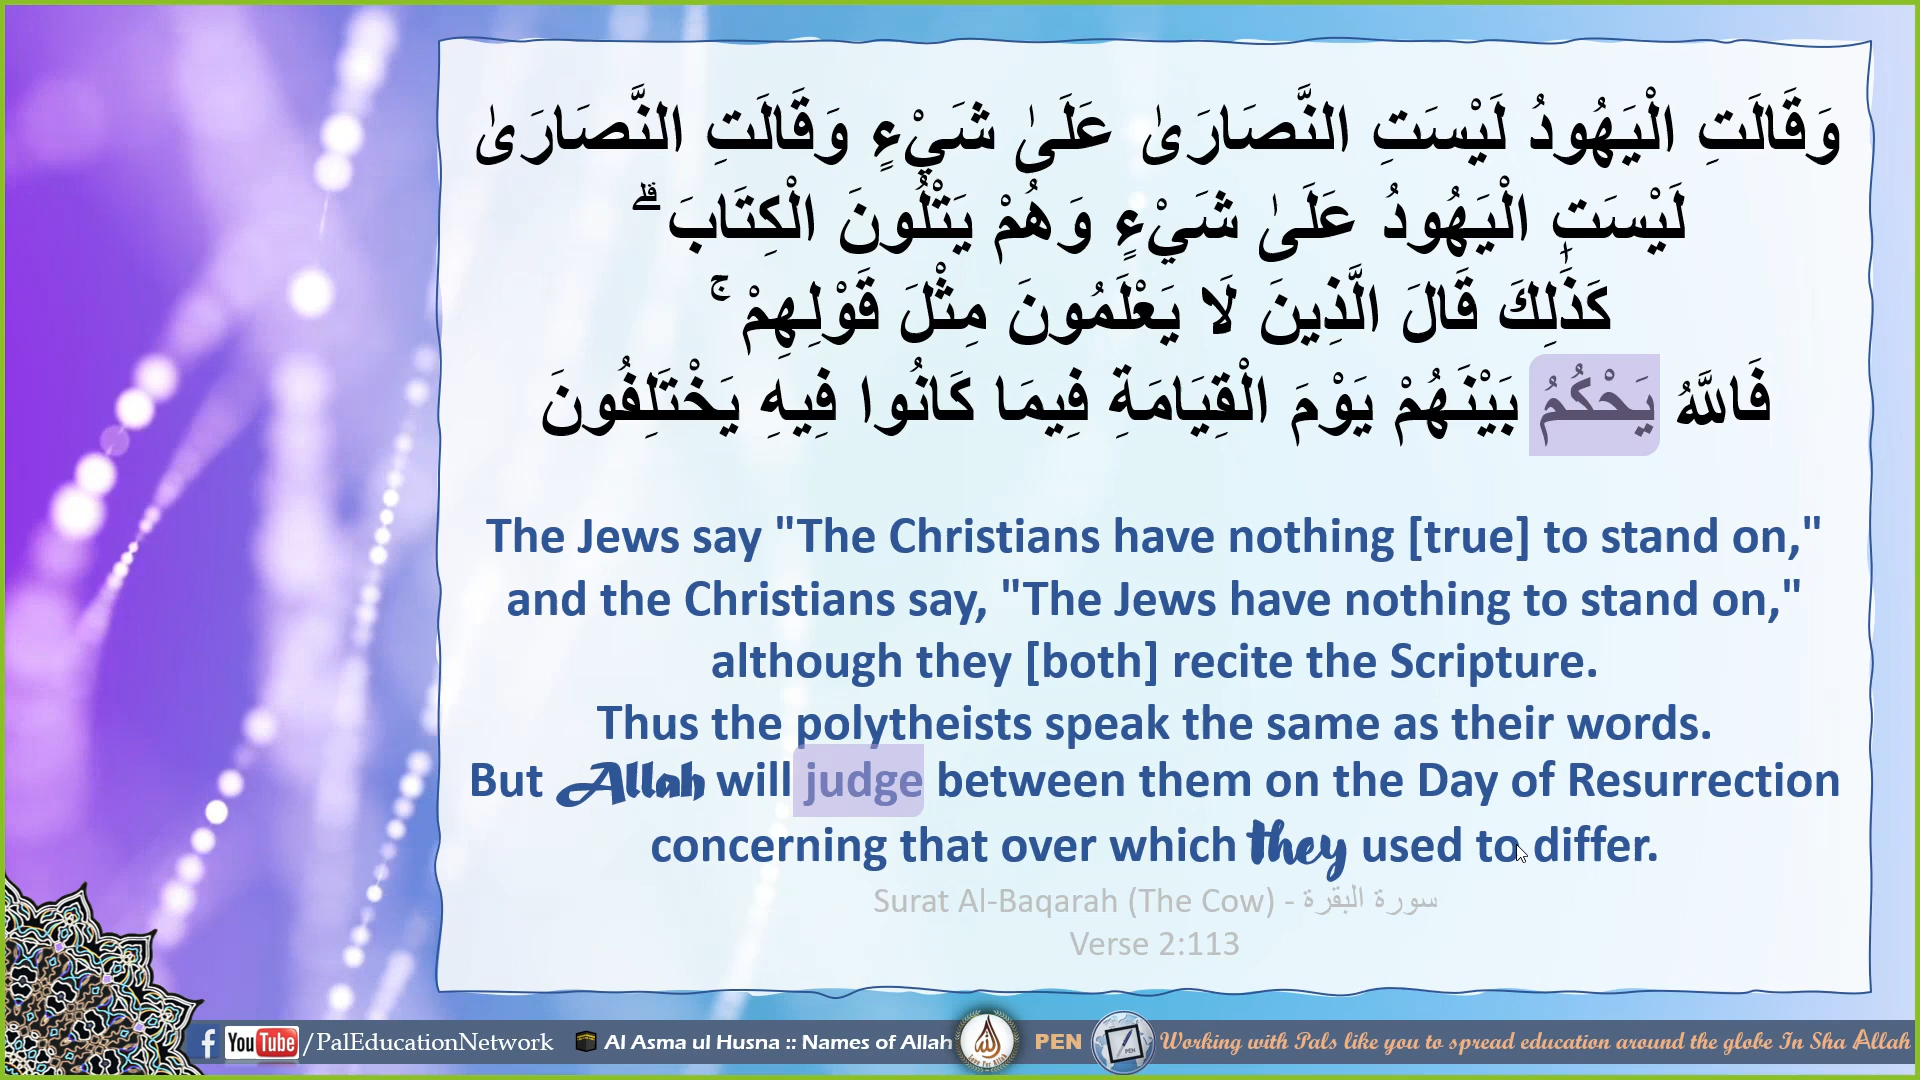 وَقَالَتِ الْيَهُودُ لَيْسَتِ النَّصَارَىٰ عَلَىٰ شَيْءٍ وَقَالَتِ النَّصَارَىٰ
لَيْسَتِ الْيَهُودُ عَلَىٰ شَيْءٍ وَهُمْ يَتْلُونَ الْكِتَابَ ۗ
كَذَٰلِكَ قَالَ الَّذِينَ لَا يَعْلَمُونَ مِثْلَ قَوْلِهِمْ ۚ
فَاللَّهُ يَحْكُمُ بَيْنَهُمْ يَوْمَ الْقِيَامَةِ فِيمَا كَانُوا فِيهِ يَخْتَلِفُونَ
The Jews say "The Christians have nothing [true] to stand on,"
and the Christians say, "The Jews have nothing to stand on,"
although they [both] recite the Scripture.
Thus the polytheists speak the same as their words.
But Allah will judge between them on the Day of Resurrection
concerning that over which they used to differ.
Surat Al-Baqarah (The Cow) - سورة البقرة
Verse 2:113
f YouTube /PalEducationNetwork Al Asma ul Husna :: Names of Allah PEN Working with Pals like you to spread education around the globe In Sha Allah